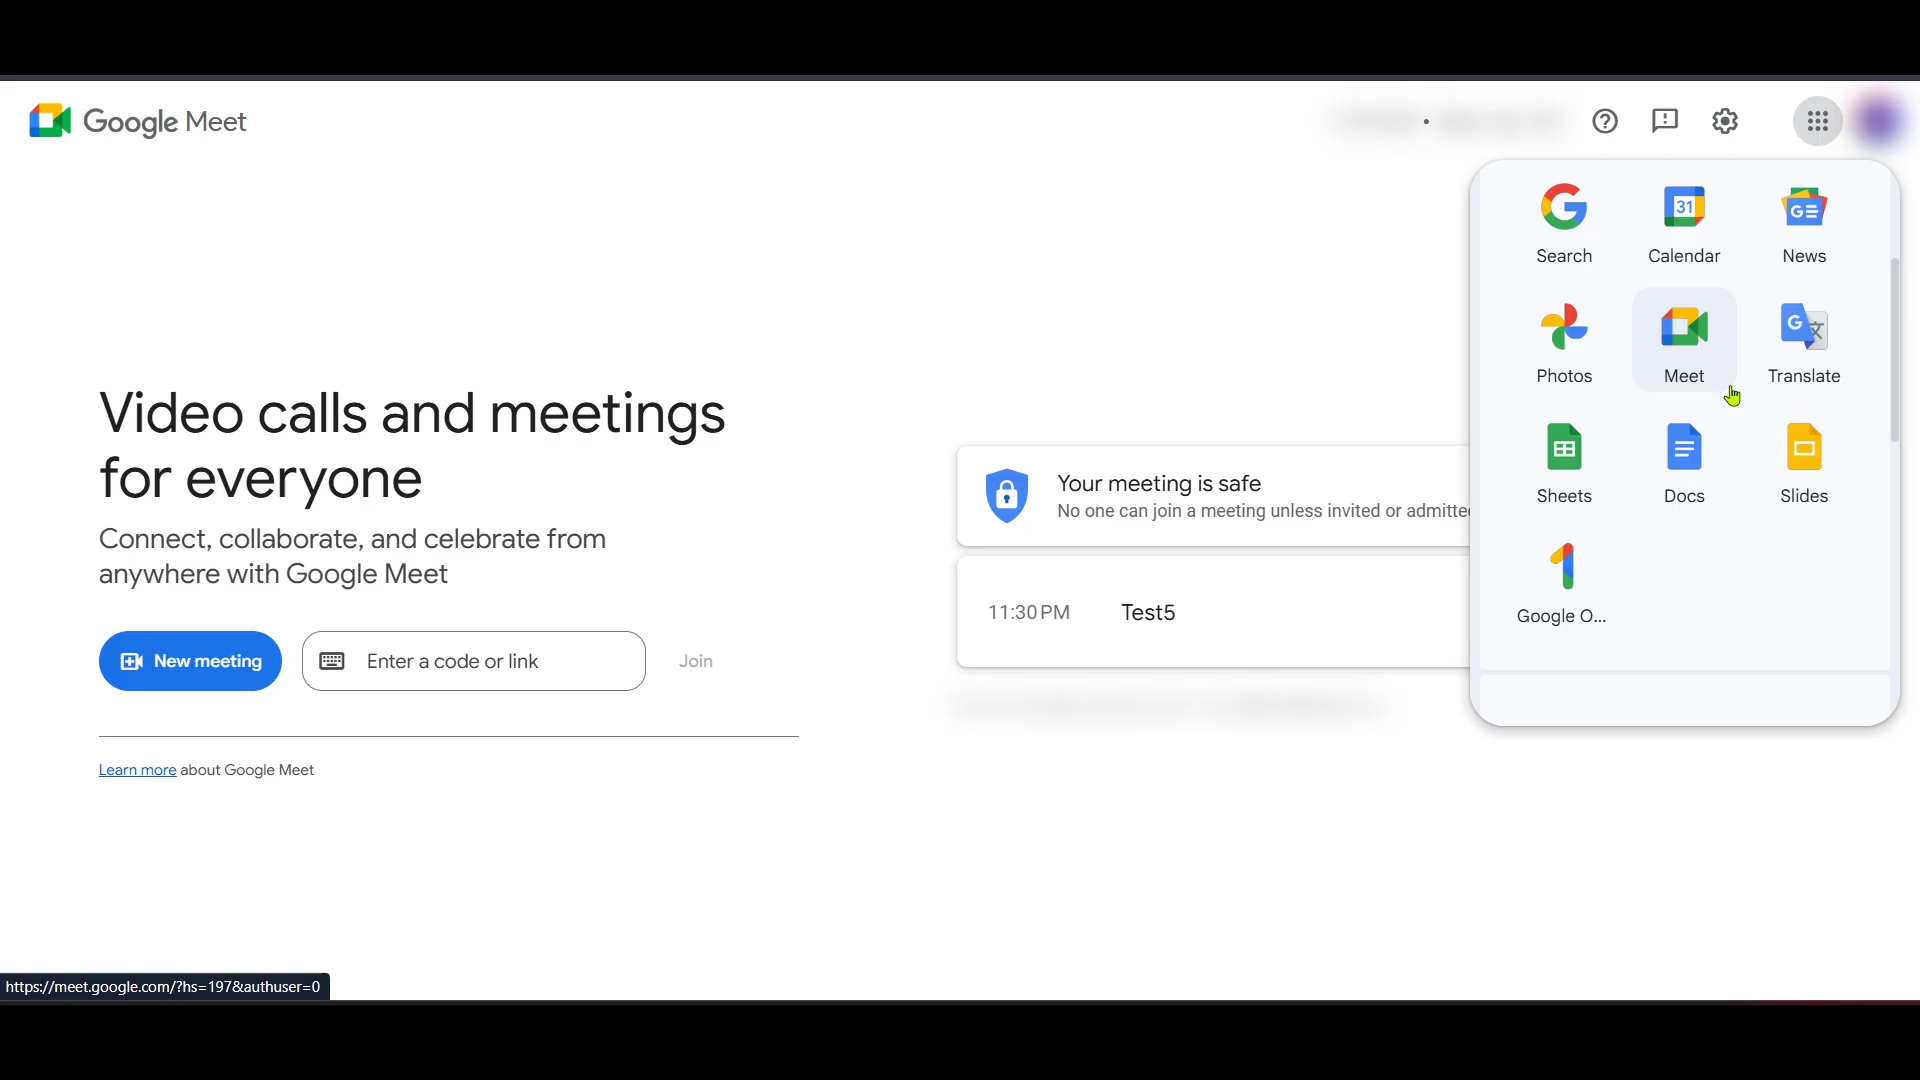 Google Meet
Search
Calendar
News
Photos
Meet
Translate
Sheets
Docs
Slides
Google O...
Video calls and meetings
for everyone
Connect, collaborate, and celebrate from
anywhere with Google Meet
New meeting
Enter a code or link
Join
Learn more about Google Meet
Your meeting is safe
No one can join a meeting unless invited or admitted
11:30 PM Test5
https://meet.google.com/?hs=197&authuser=0